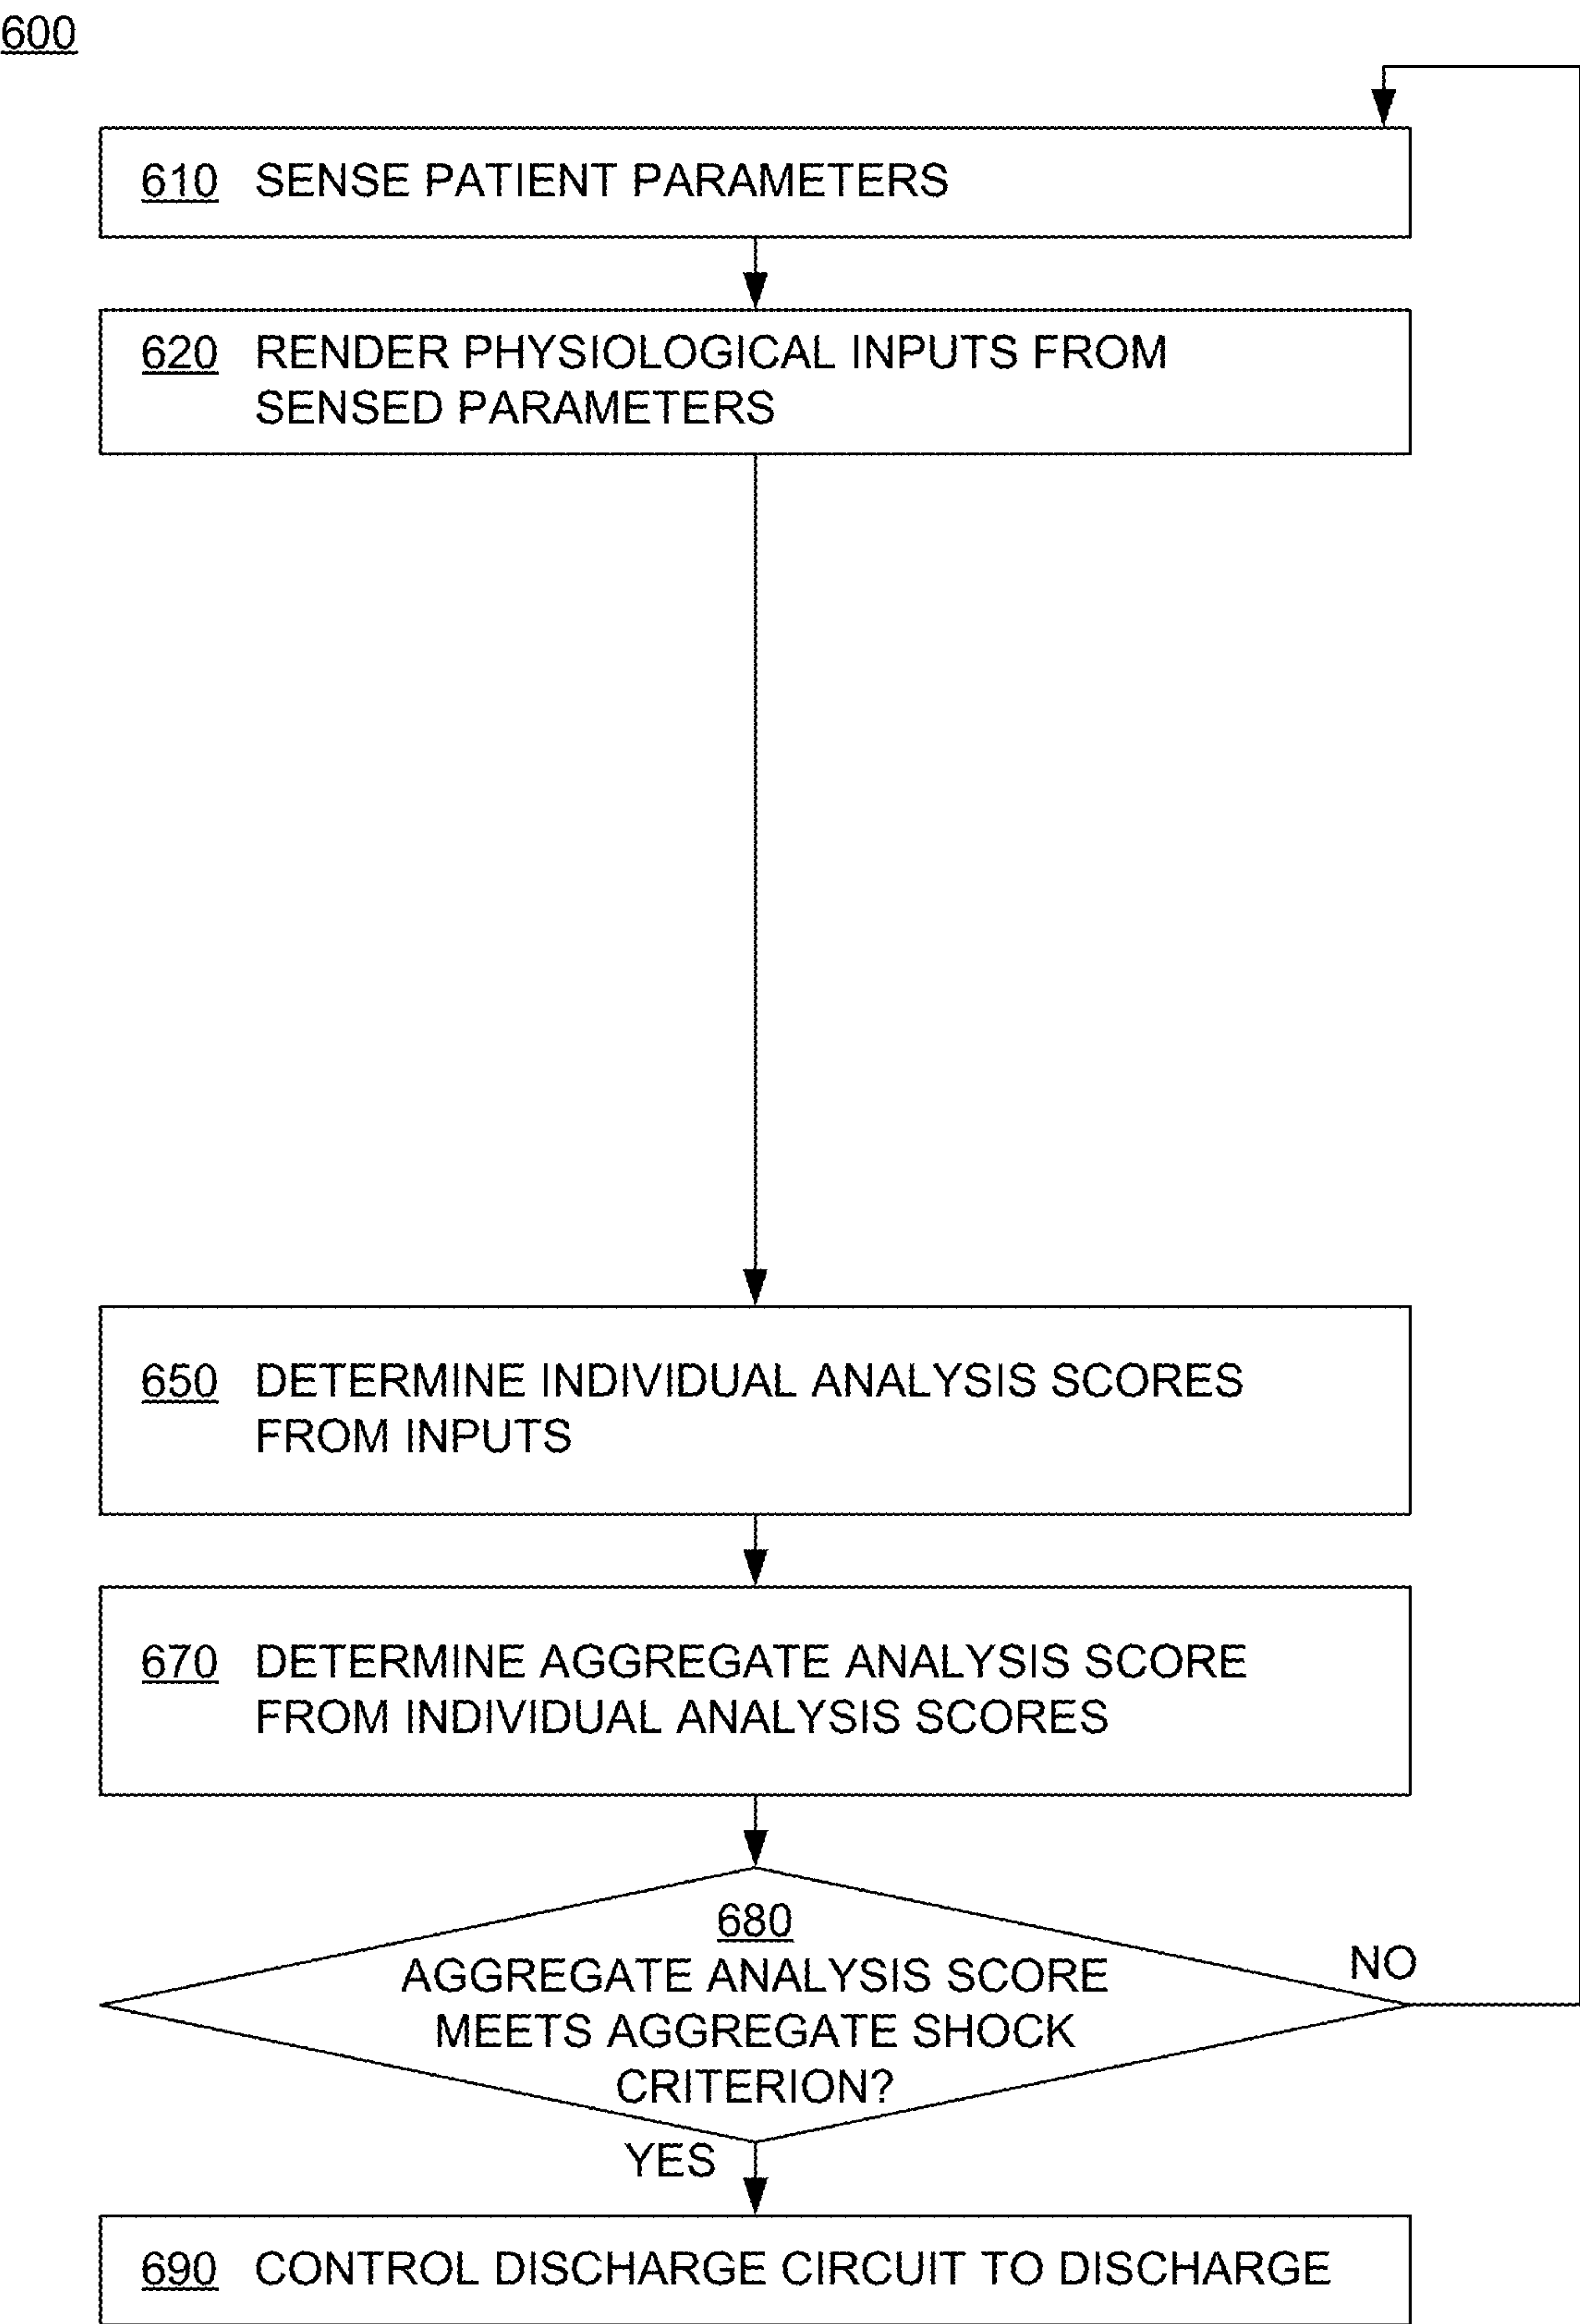 600
610 SENSE PATIENT PARAMETERS
620 RENDER PHYSIOLOGICAL INPUTS FROM
SENSED PARAMETERS
650 DETERMINE INDIVIDUAL ANALYSIS SCORES
FROM INPUTS
670 DETERMINE AGGREGATE ANALYSIS SCORE
FROM INDIVIDUAL ANALYSIS SCORES
680
AGGREGATE ANALYSIS SCORE
MEETS AGGREGATE SHOCK
CRITERION?
NO
YES
690 CONTROL DISCHARGE CIRCUIT TO DISCHARGE